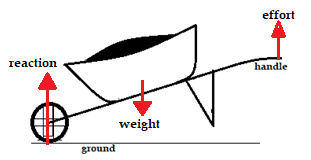 effort
reaction
handle
weight
ground